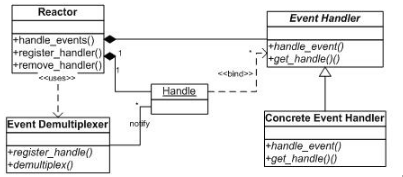 Reactor
+handle_events()
+register_handler()
+remove_handler()
<<uses>>
1
1
*
<<bind>>
Event Handler
+handle_event()
+get_handle()()
Handle
*
notify
Event Demultiplexer
+register_handle()
+demultiplex()
Concrete Event Handler
+handle_event()
+get_handle()()